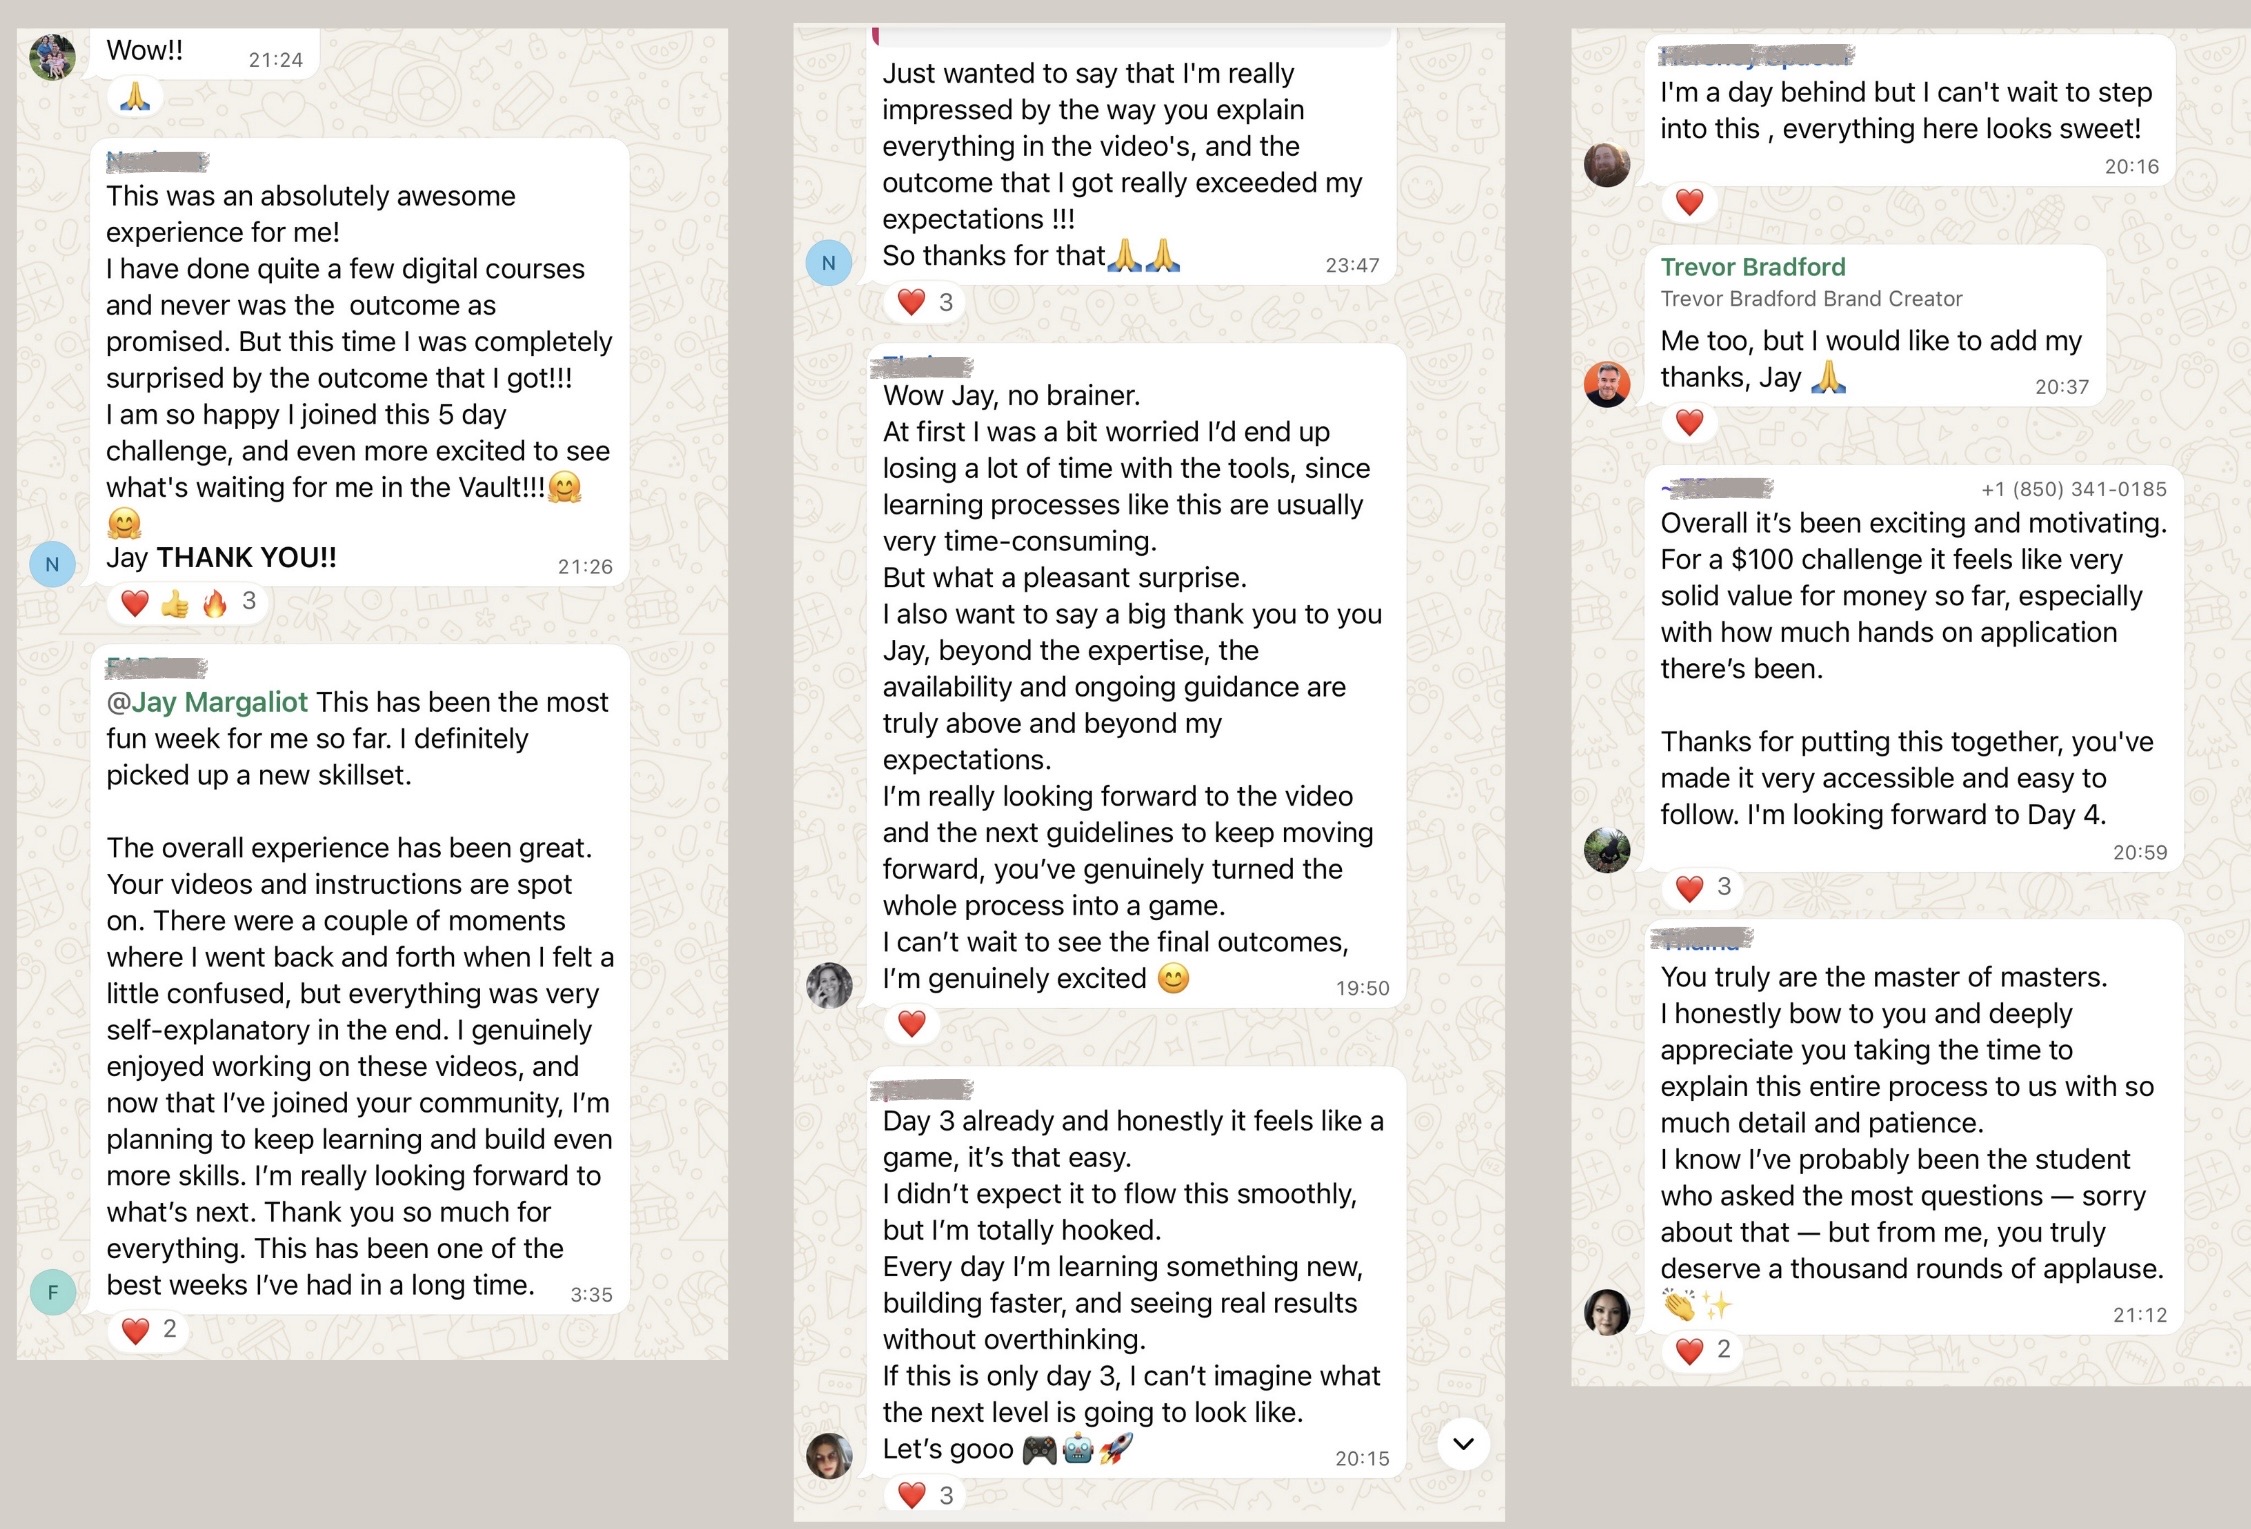 Wow!!
21:24
🙏
This was an absolutely awesome
experience for me!
I have done quite a few digital courses
and never was the  outcome as
promised. But this time I was completely
surprised by the outcome that I got!!!
I am so happy I joined this 5 day
challenge, and even more excited to see
what's waiting for me in the Vault!!!🤗
🤗
N
Jay THANK YOU!!
21:26
❤️ 👍 🔥 3
@Jay Margaliot This has been the most
fun week for me so far. I definitely
picked up a new skillset.
The overall experience has been great.
Your videos and instructions are spot
on. There were a couple of moments
where I went back and forth when I felt a
little confused, but everything was very
self-explanatory in the end. I genuinely
enjoyed working on these videos, and
now that I’ve joined your community, I’m
planning to keep learning and build even
more skills. I’m really looking forward to
what’s next. Thank you so much for
everything. This has been one of the
best weeks I’ve had in a long time.
3:35
F
❤️ 2
Just wanted to say that I'm really
impressed by the way you explain
everything in the video's, and the
outcome that I got really exceeded my
expectations !!!
So thanks for that🙏🙏
23:47
N
❤️ 3
Wow Jay, no brainer.
At first I was a bit worried I’d end up
losing a lot of time with the tools, since
learning processes like this are usually
very time-consuming.
But what a pleasant surprise.
I also want to say a big thank you to you
Jay, beyond the expertise, the
availability and ongoing guidance are
truly above and beyond my
expectations.
I’m really looking forward to the video
and the next guidelines to keep moving
forward, you’ve genuinely turned the
whole process into a game.
I can’t wait to see the final outcomes,
I’m genuinely excited 😊
19:50
❤️
Day 3 already and honestly it feels like a
game, it’s that easy.
I didn’t expect it to flow this smoothly,
but I’m totally hooked.
Every day I’m learning something new,
building faster, and seeing real results
without overthinking.
If this is only day 3, I can’t imagine what
the next level is going to look like.
Let’s gooo 🎮🤖🚀
20:15
❤️ 3
I'm a day behind but I can't wait to step
into this , everything here looks sweet!
20:16
❤️
Trevor Bradford
Trevor Bradford Brand Creator
Me too, but I would like to add my
thanks, Jay 🙏
20:37
❤️
+1 (850) 341-0185
Overall it’s been exciting and motivating.
For a $100 challenge it feels like very
solid value for money so far, especially
with how much hands on application
there’s been.
Thanks for putting this together, you've
made it very accessible and easy to
follow. I'm looking forward to Day 4.
20:59
❤️ 3
You truly are the master of masters.
I honestly bow to you and deeply
appreciate you taking the time to
explain this entire process to us with so
much detail and patience.
I know I’ve probably been the student
who asked the most questions — sorry
about that — but from me, you truly
deserve a thousand rounds of applause.
👏✨
21:12
❤️ 2